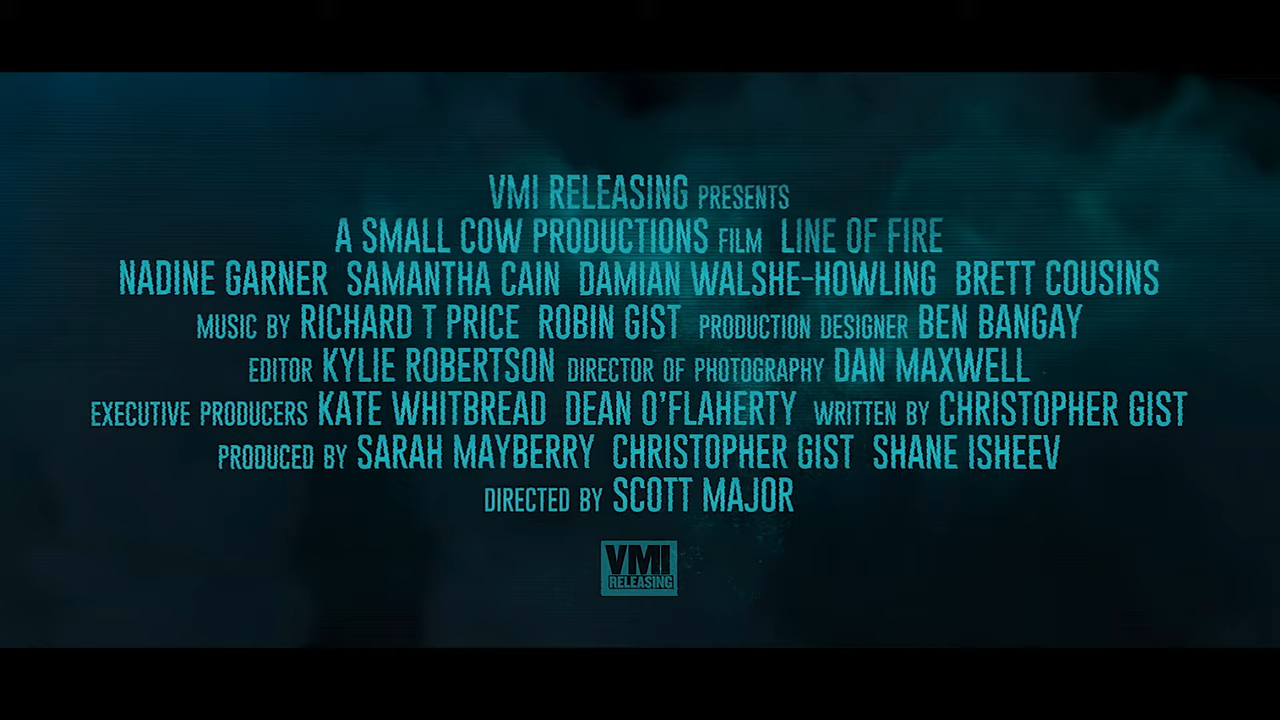 VMI RELEASING PRESENTS
A SMALL COW PRODUCTIONS FILM LINE OF FIRE
NADINE GARNER SAMANTHA CAIN DAMIAN WALSHE-HOWLING BRETT COUSINS
MUSIC BY RICHARD T PRICE ROBIN GIST PRODUCTION DESIGNER BEN BANGAY
EDITOR KYLIE ROBERTSON DIRECTOR OF PHOTOGRAPHY DAN MAXWELL
EXECUTIVE PRODUCERS KATE WHITBREAD DEAN O'FLAHERTY WRITTEN BY CHRISTOPHER GIST
PRODUCED BY SARAH MAYBERRY CHRISTOPHER GIST SHANE ISHEEV
DIRECTED BY SCOTT MAJOR
VMI
RELEASING